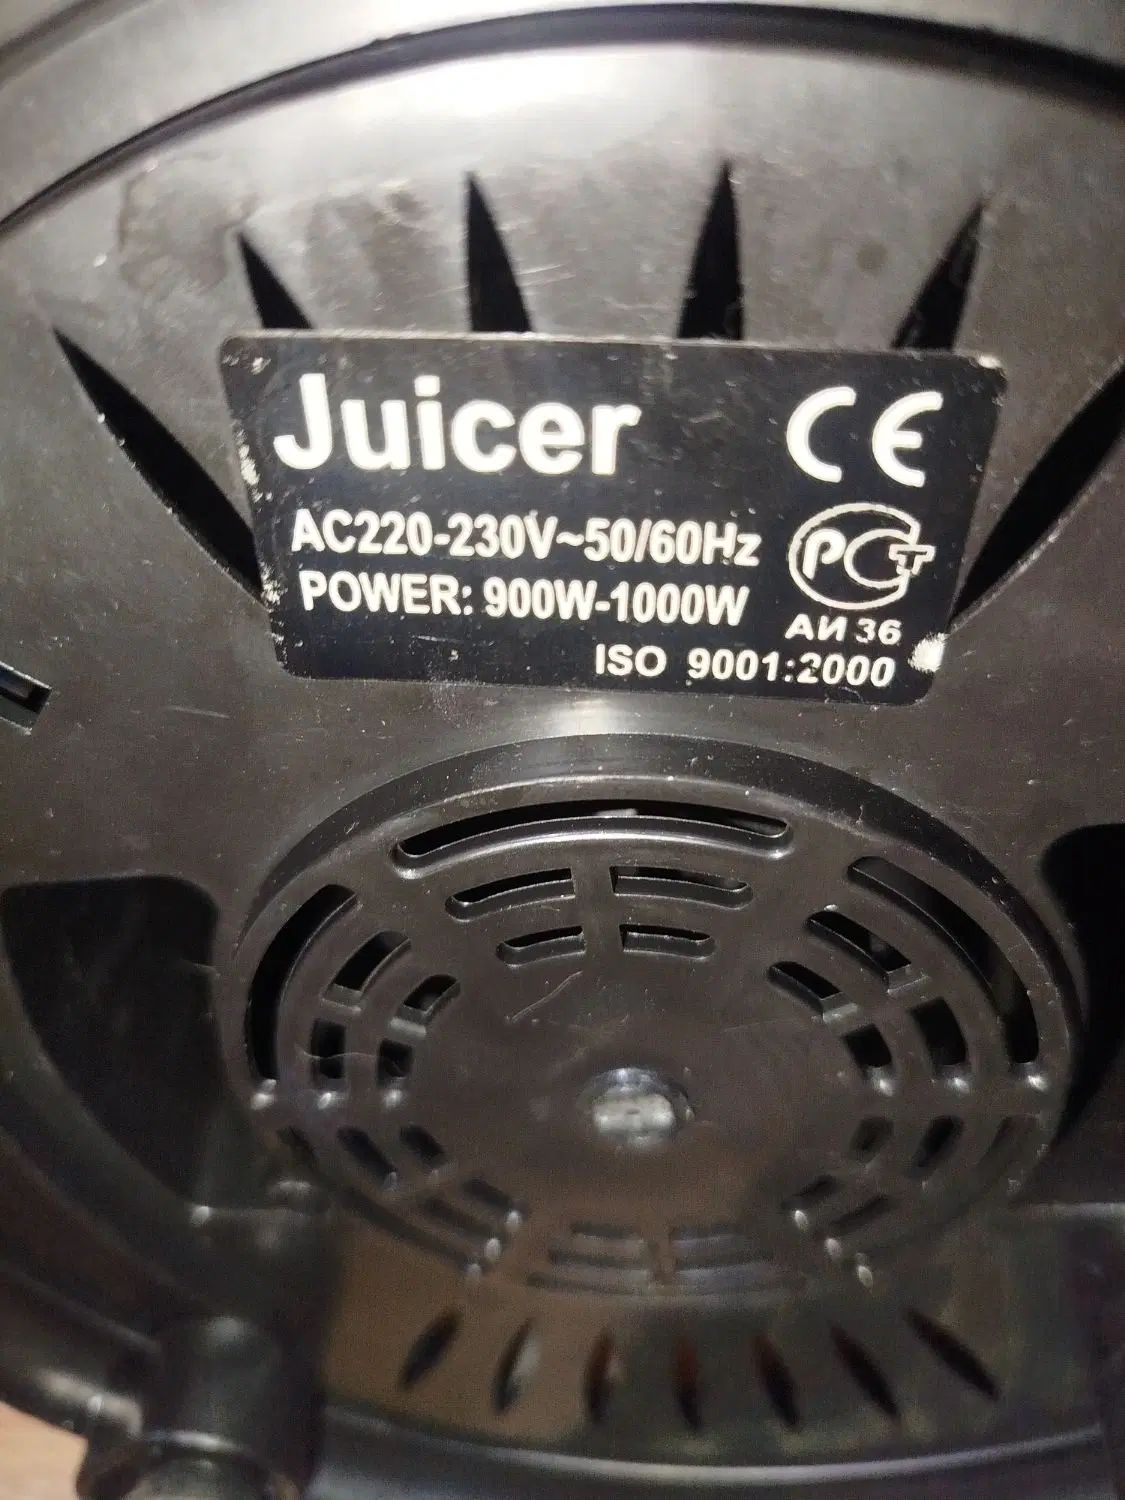 Juicer CE
AC220-230V~50/60Hz
POWER: 900W-1000W
РСТ
АИ 36
ISO 9001:2000